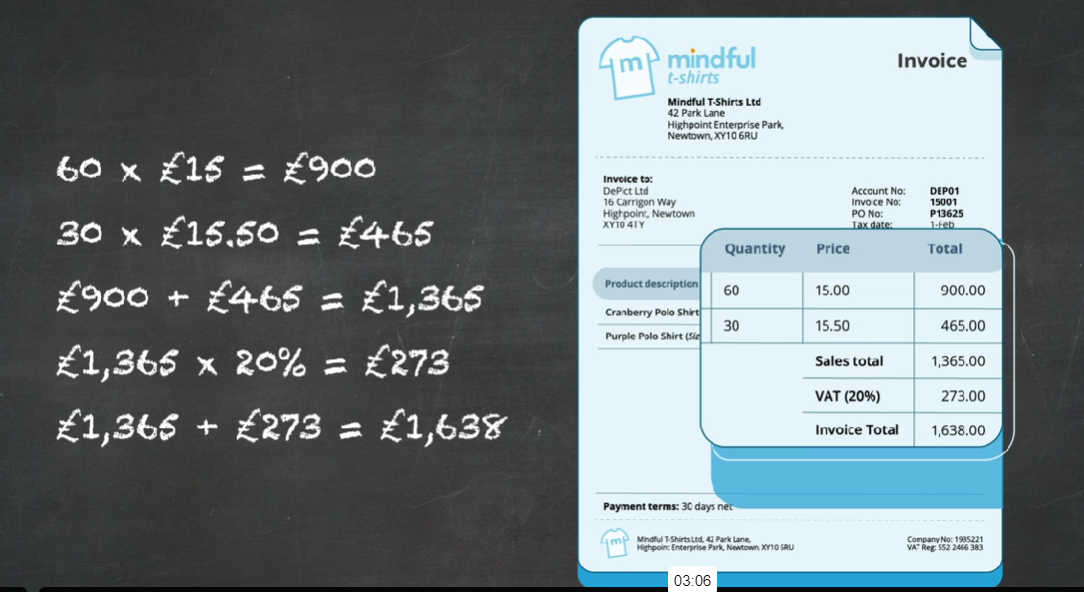 60 x £15 = £900
30 x £15.50 = £465
£900 + £465 = £1,365
£1,365 x 20% = £273
£1,365 + £273 = £1,638
m mindful
t-shirts
Invoice
Mindful T-Shirts Ltd
42 Park Lane
Highpoint Enterprise Park,
Newtown, XY10 6RU
Invoice to:
DePict Ltd
16 Carrigon Way
Highpoint, Newtown
XY10 4TY
Account No: DEP01
Invoice No: 15001
PO No: P13625
Tax date: 1-Feb
Product description Quantity Price Total
Cranberry Polo Shirt 60 15.00 900.00
Purple Polo Shirt 30 15.50 465.00
Sales total 1,365.00
VAT (20%) 273.00
Invoice Total 1,638.00
Payment terms: 30 days net
m
Mindful T-Shirts Ltd, 42 Park Lane,
Highpoint Enterprise Park, Newtown, XY10 6RU
Company No: 1935221
VAT Reg: 552 2466 383
03:06